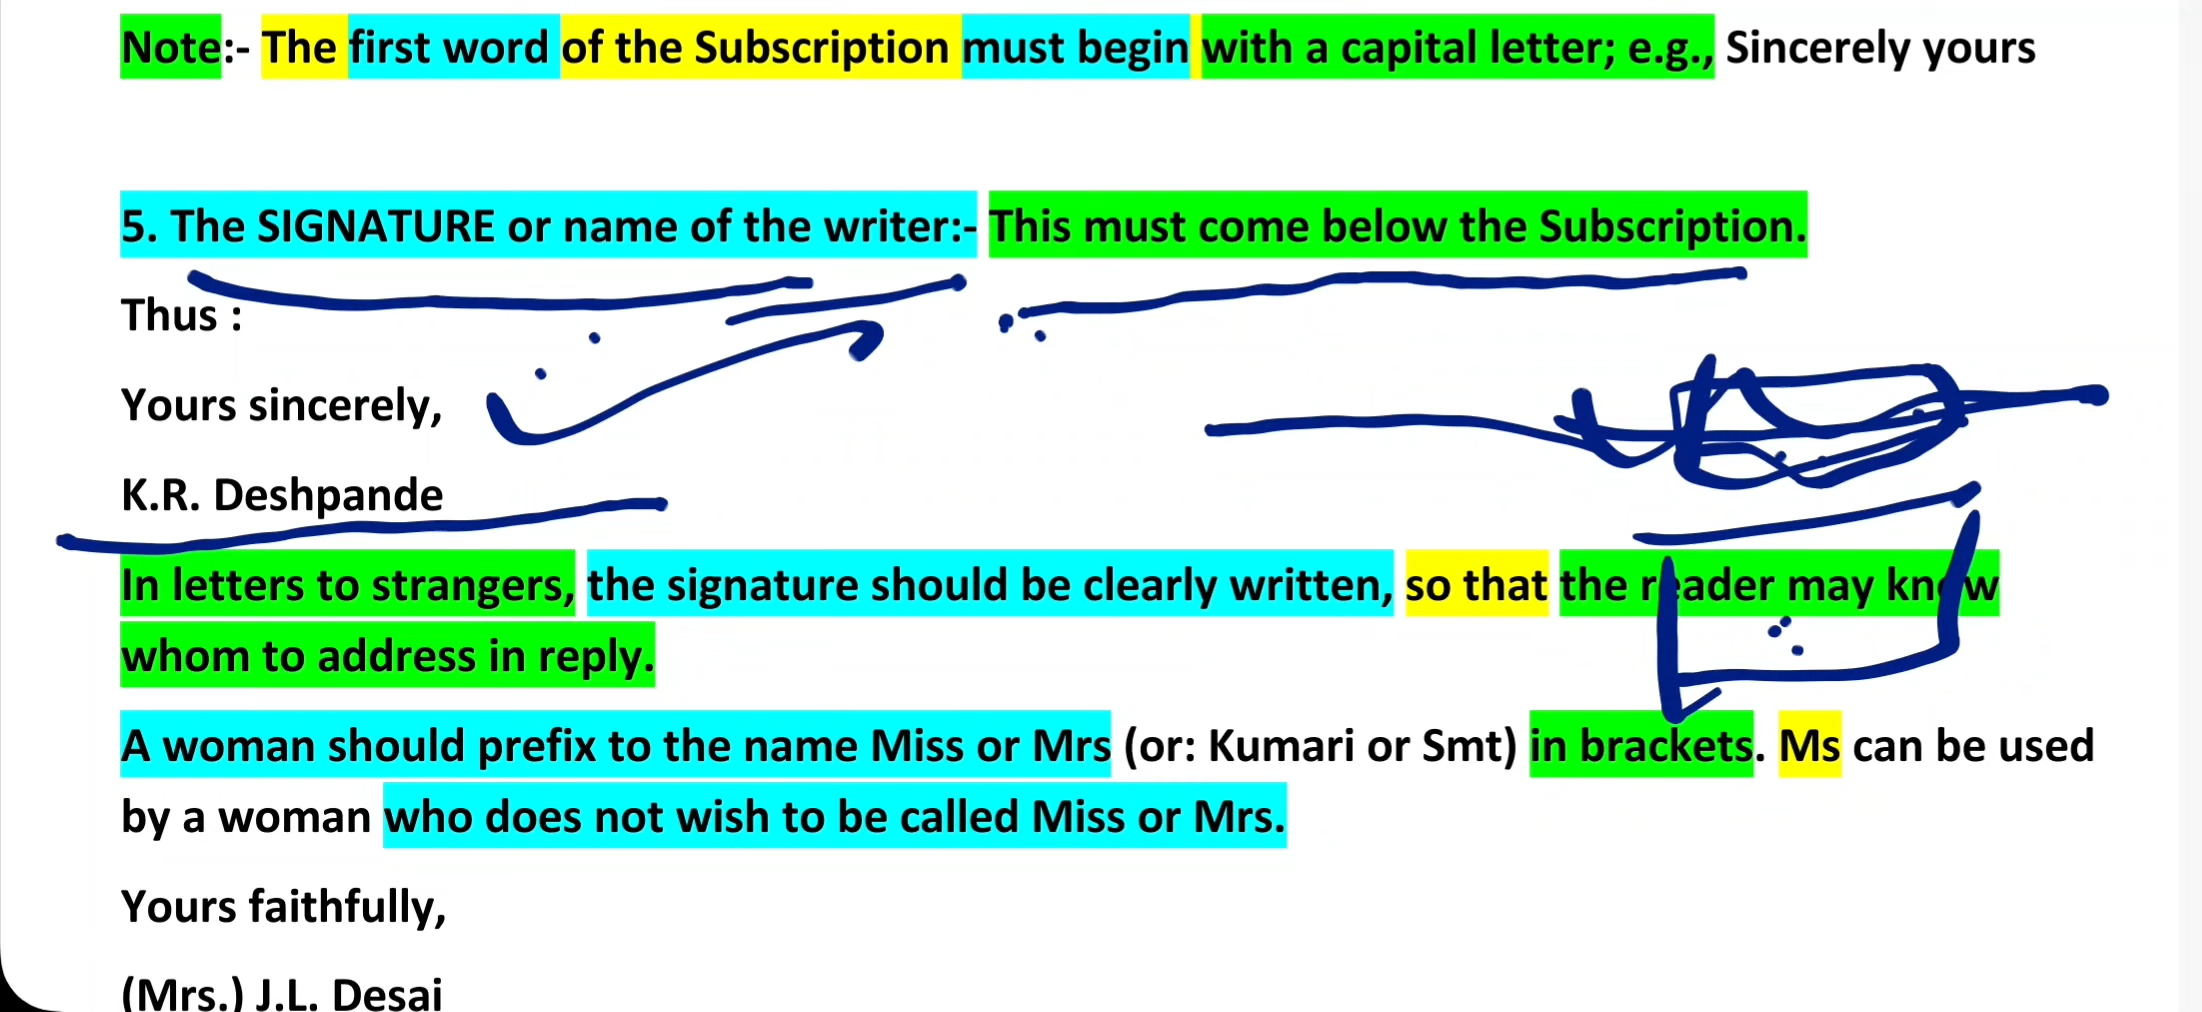 Note:- The first word of the Subscription must begin with a capital letter; e.g., Sincerely yours
5. The SIGNATURE or name of the writer:- This must come below the Subscription.
Thus :
Yours sincerely,
K.R. Deshpande
In letters to strangers, the signature should be clearly written, so that the reader may know
whom to address in reply.
A woman should prefix to the name Miss or Mrs (or: Kumari or Smt) in brackets. Ms can be used
by a woman who does not wish to be called Miss or Mrs.
Yours faithfully,
(Mrs.) J.L. Desai